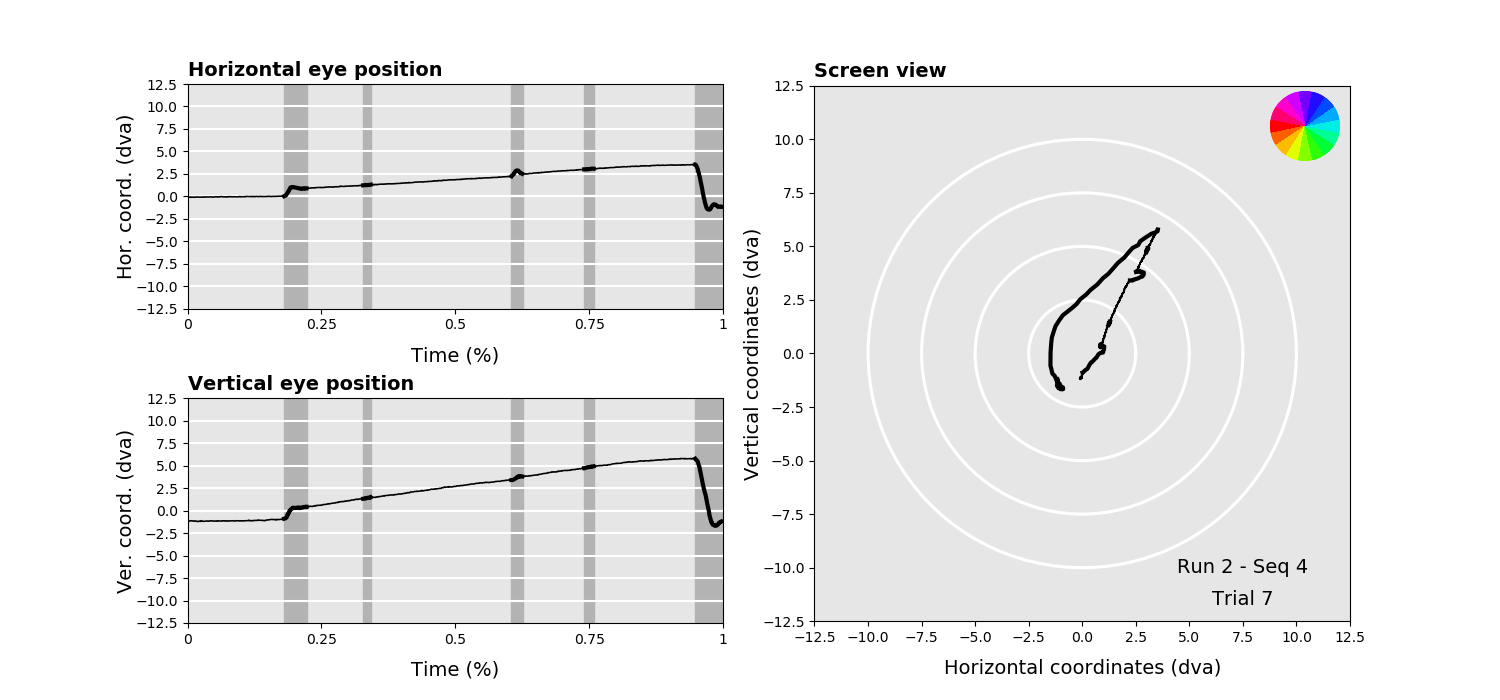 Horizontal eye position
Hor. coord. (dva)
12.5
10.0
7.5
5.0
2.5
0.0
−2.5
−5.0
−7.5
−10.0
−12.5
0 0.25 0.5 0.75 1
Time (%)
Vertical eye position
Ver. coord. (dva)
12.5
10.0
7.5
5.0
2.5
0.0
−2.5
−5.0
−7.5
−10.0
−12.5
0 0.25 0.5 0.75 1
Time (%)
Screen view
Vertical coordinates (dva)
12.5
10.0
7.5
5.0
2.5
0.0
−2.5
−5.0
−7.5
−10.0
−12.5
Run 2 - Seq 4
Trial 7
−12.5 −10.0 −7.5 −5.0 −2.5 0.0 2.5 5.0 7.5 10.0 12.5
Horizontal coordinates (dva)